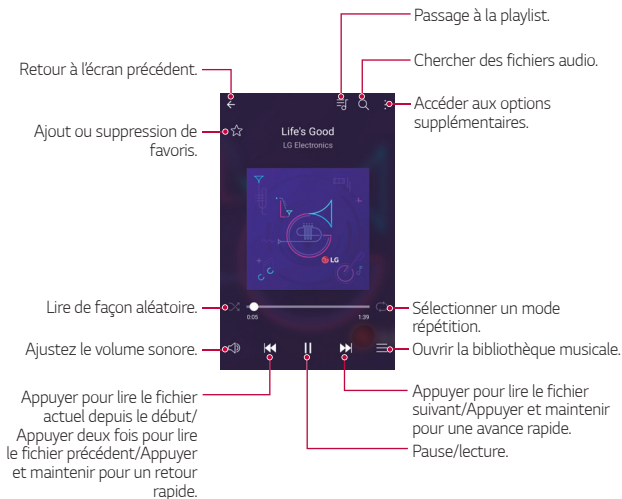 Passage à la playlist.
Chercher des fichiers audio.
Retour à l'écran précédent.
Accéder aux options
supplémentaires.
Ajout ou suppression de
favoris.
Life's Good
LG Electronics
LG
Lire de façon aléatoire.
0:05
1:39
Sélectionner un mode
répétition.
Ajustez le volume sonore.
Ouvrir la bibliothèque musicale.
Appuyer pour lire le fichier
actuel depuis le début/
Appuyer deux fois pour lire
le fichier précédent/Appuyer
et maintenir pour un retour
rapide.
Appuyer pour lire le fichier
suivant/Appuyer et maintenir
pour une avance rapide.
Pause/lecture.